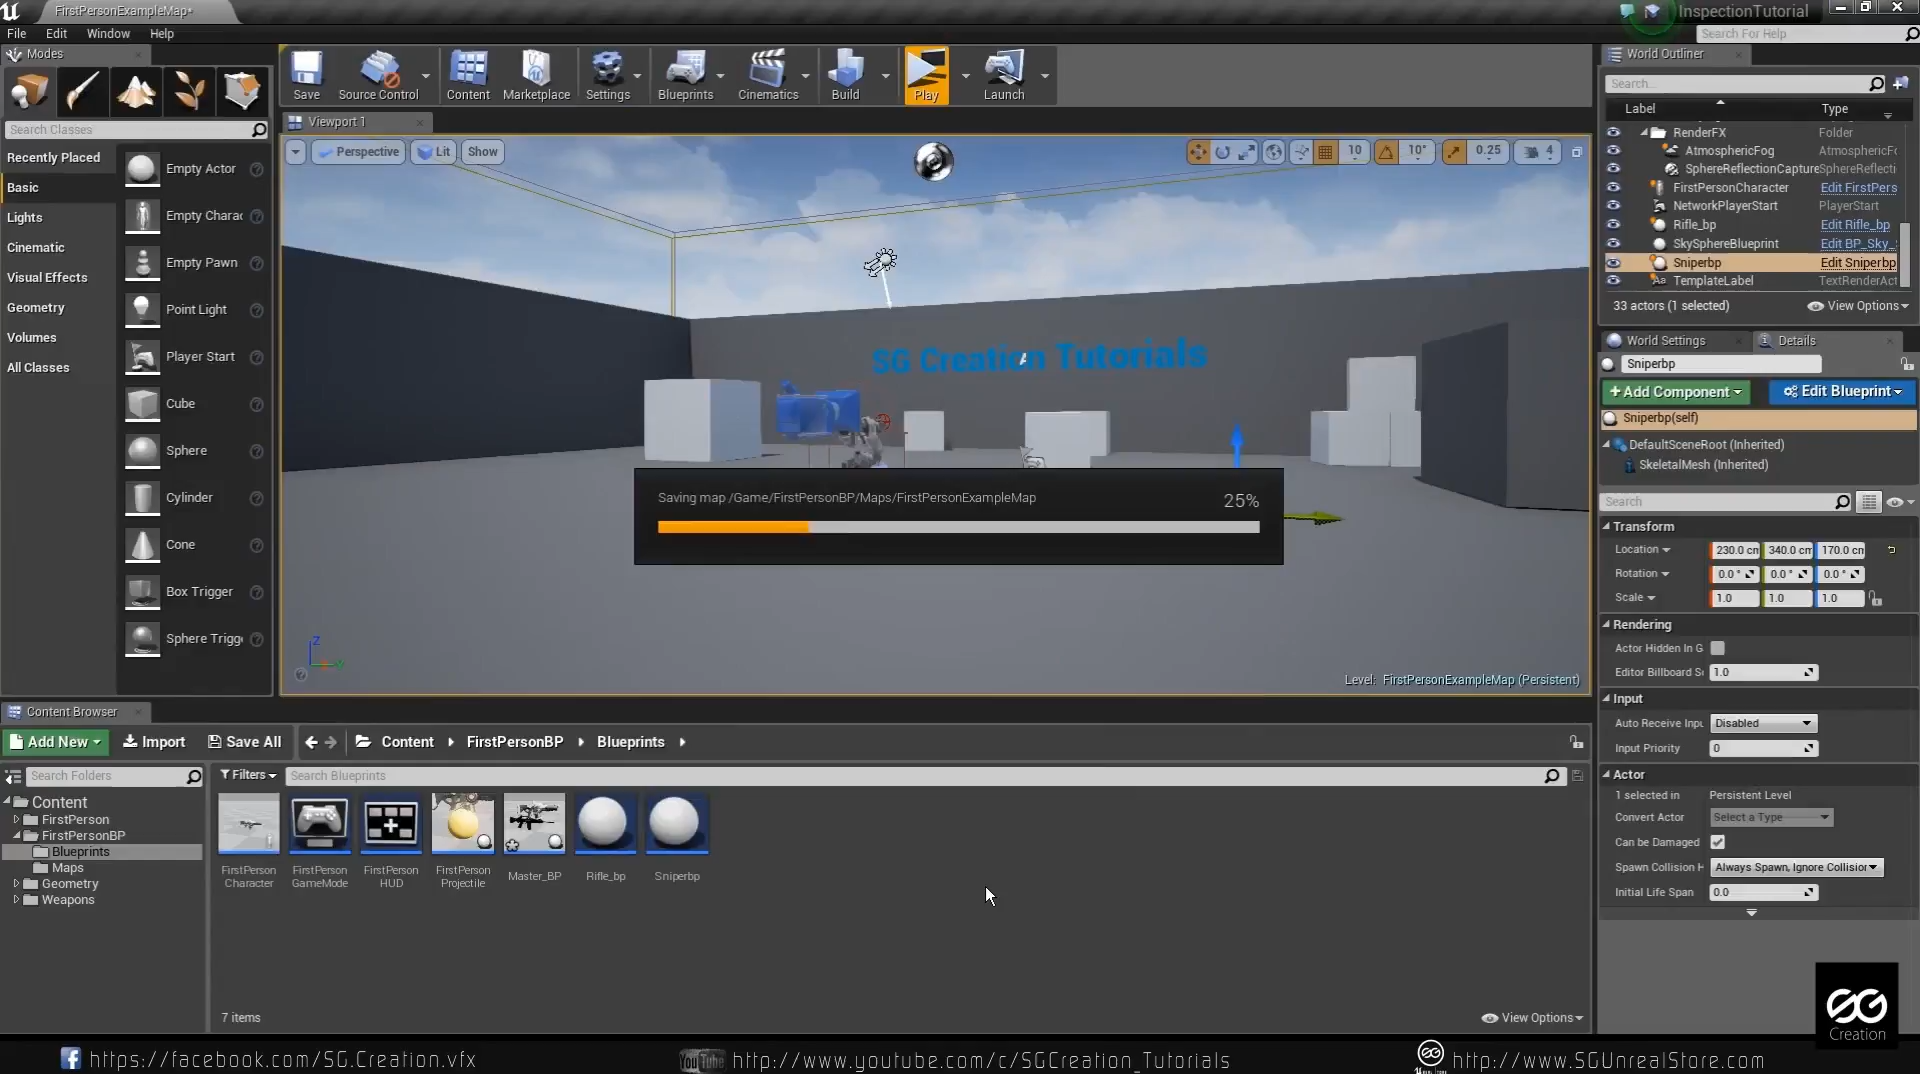 FirstPersonExampleMap*
InspectionTutorial
File Edit Window Help
Search For Help
Modes
Save
Source Control
Content
Marketplace
Settings
Blueprints
Cinematics
Build
Play
Launch
World Outliner
Search...
Label Type
RenderFX Folder
AtmosphericFog AtmosphericFo
SphereReflectionCapture SphereReflecti
FirstPersonCharacter Edit FirstPers
NetworkPlayerStart PlayerStart
Rifle_bp Edit Rifle_bp
SkySphereBlueprint Edit BP_Sky_
Sniperbp Edit Sniperbp
TemplateLabel TextRenderAct
33 actors (1 selected) View Options
Search Classes
Recently Placed
Basic
Lights
Cinematic
Visual Effects
Geometry
Volumes
All Classes
Empty Actor
Empty Charac
Empty Pawn
Point Light
Player Start
Cube
Sphere
Cylinder
Cone
Box Trigger
Sphere Trigg
Viewport 1
Perspective Lit Show
10 10° 0.25 4
SG Creation Tutorials
Saving map /Game/FirstPersonBP/Maps/FirstPersonExampleMap 25%
Z
Level: FirstPersonExampleMap (Persistent)
World Settings Details
Sniperbp
+Add Component Edit Blueprint
Sniperbp(self)
DefaultSceneRoot (Inherited)
SkeletalMesh (Inherited)
Search
Transform
Location 230.0 cm 340.0 cm 170.0 cm
Rotation 0.0° 0.0° 0.0°
Scale 1.0 1.0 1.0
Rendering
Actor Hidden In G
Editor Billboard Sc 1.0
Input
Auto Receive Inpu Disabled
Input Priority 0
Actor
1 selected in Persistent Level
Convert Actor Select a Type
Can be Damaged
Spawn Collision H Always Spawn, Ignore Collision
Initial Life Span 0.0
Content Browser
Add New Import Save All Content FirstPersonBP Blueprints
Search Folders
Filters Search Blueprints
Content
FirstPerson
FirstPersonBP
Blueprints
Maps
Geometry
Weapons
FirstPerson
Character
FirstPerson
GameMode
FirstPerson
HUD
FirstPerson
Projectile
Master_BP
Rifle_bp
Sniperbp
7 items
View Options
SG
Creation
https://facebook.com/SG.Creation.vfx
YouTube
http://www.youtube.com/c/SGCreation_Tutorials
http://www.SGUnrealStore.com